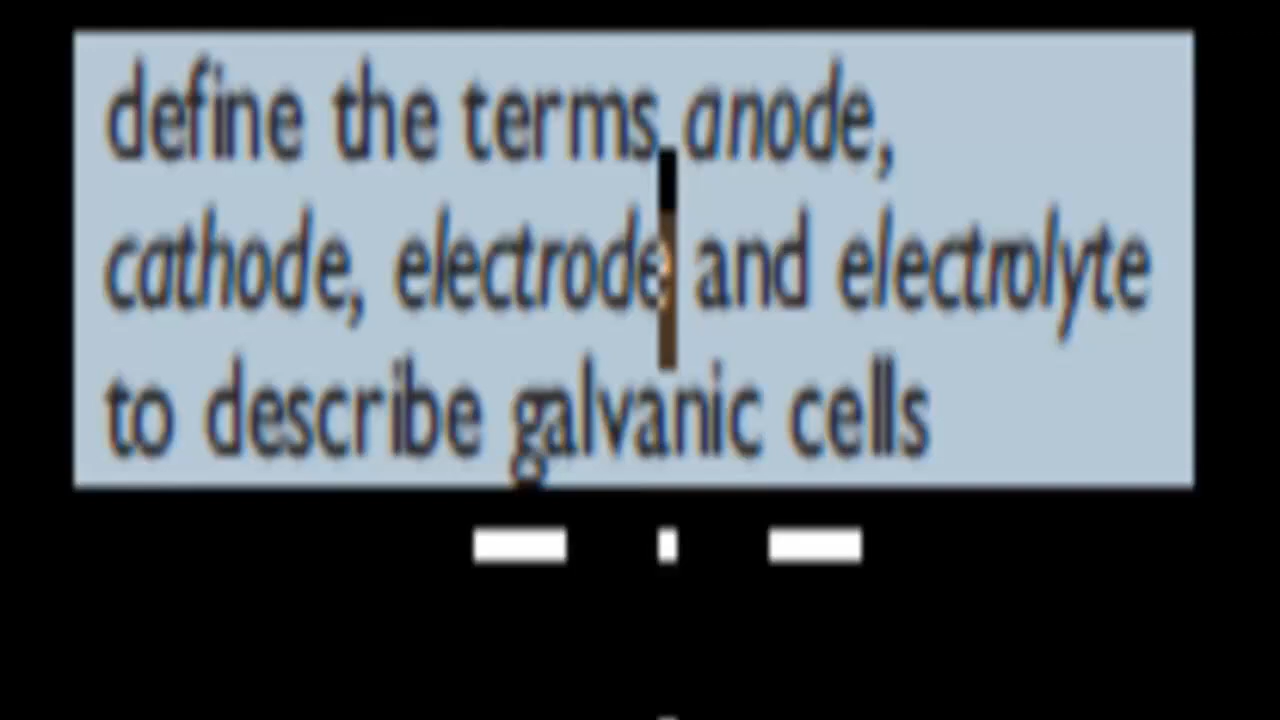 define the terms anode,
cathode, electrode and electrolyte
to describe galvanic cells